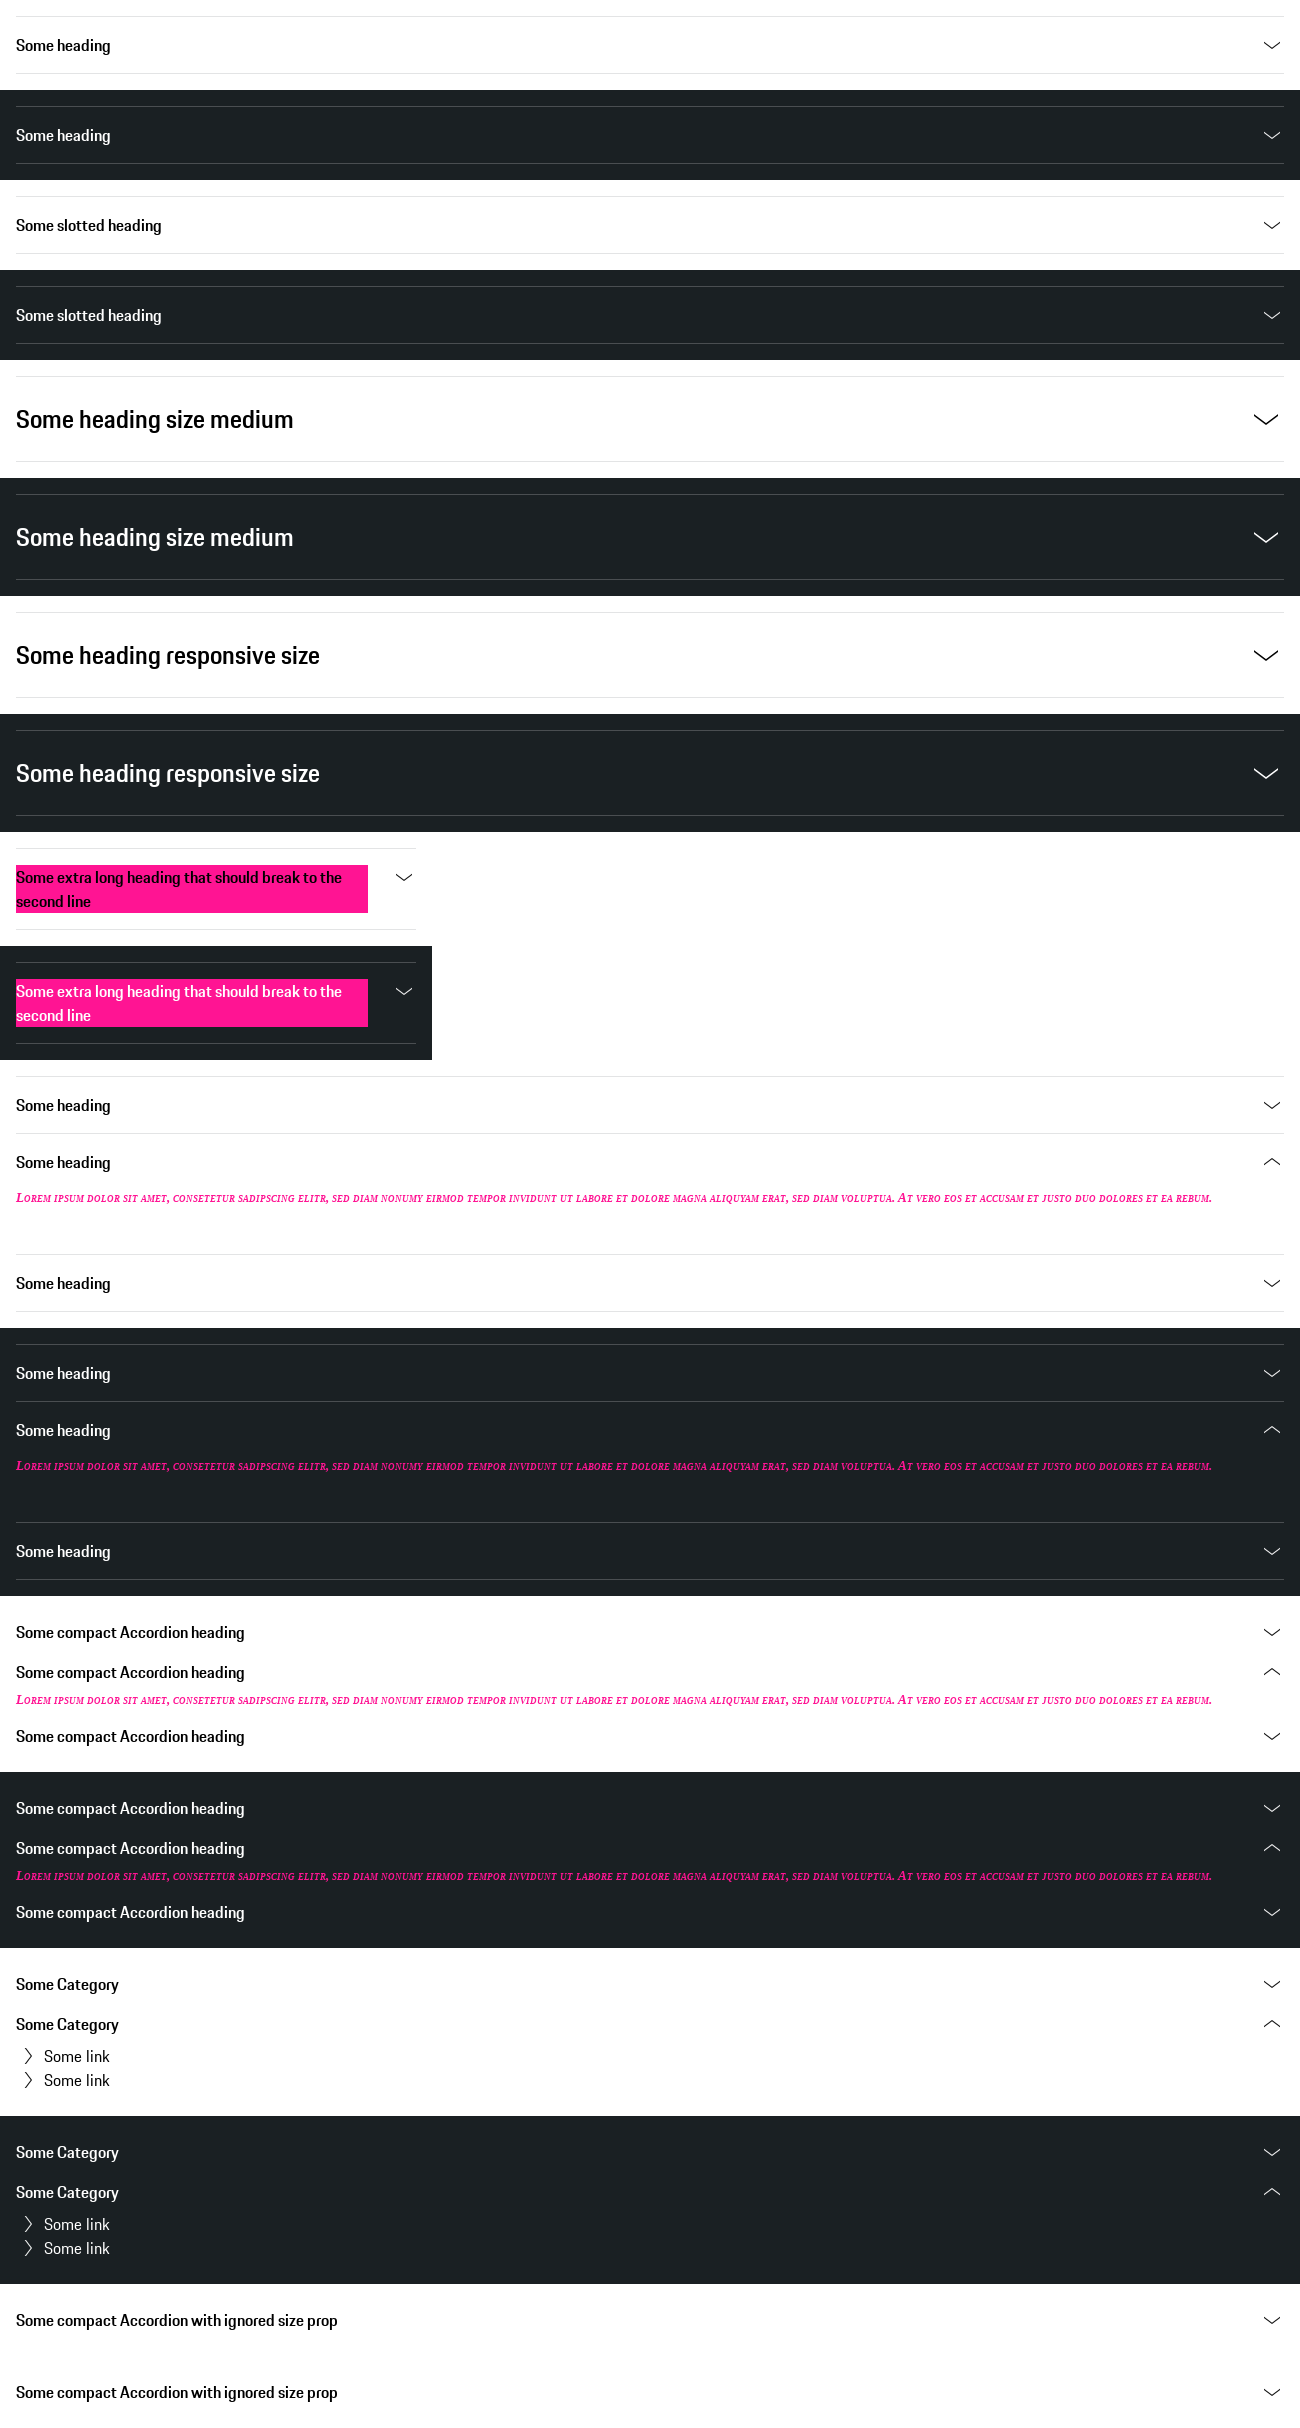 Some heading
Some heading
Some slotted heading
Some slotted heading
Some heading size medium
Some heading size medium
Some heading responsive size
Some heading responsive size
Some extra long heading that should break to the
second line
Some extra long heading that should break to the
second line
Some heading
Some heading
Lorem ipsum dolor sit amet, consetetur sadipscing elitr, sed diam nonumy eirmod tempor invidunt ut labore et dolore magna aliquyam erat, sed diam voluptua. At vero eos et accusam et justo duo dolores et ea rebum.
Some heading
Some heading
Some heading
Lorem ipsum dolor sit amet, consetetur sadipscing elitr, sed diam nonumy eirmod tempor invidunt ut labore et dolore magna aliquyam erat, sed diam voluptua. At vero eos et accusam et justo duo dolores et ea rebum.
Some heading
Some compact Accordion heading
Some compact Accordion heading
Lorem ipsum dolor sit amet, consetetur sadipscing elitr, sed diam nonumy eirmod tempor invidunt ut labore et dolore magna aliquyam erat, sed diam voluptua. At vero eos et accusam et justo duo dolores et ea rebum.
Some compact Accordion heading
Some compact Accordion heading
Some compact Accordion heading
Lorem ipsum dolor sit amet, consetetur sadipscing elitr, sed diam nonumy eirmod tempor invidunt ut labore et dolore magna aliquyam erat, sed diam voluptua. At vero eos et accusam et justo duo dolores et ea rebum.
Some compact Accordion heading
Some Category
Some Category
Some link
Some link
Some Category
Some Category
Some link
Some link
Some compact Accordion with ignored size prop
Some compact Accordion with ignored size prop